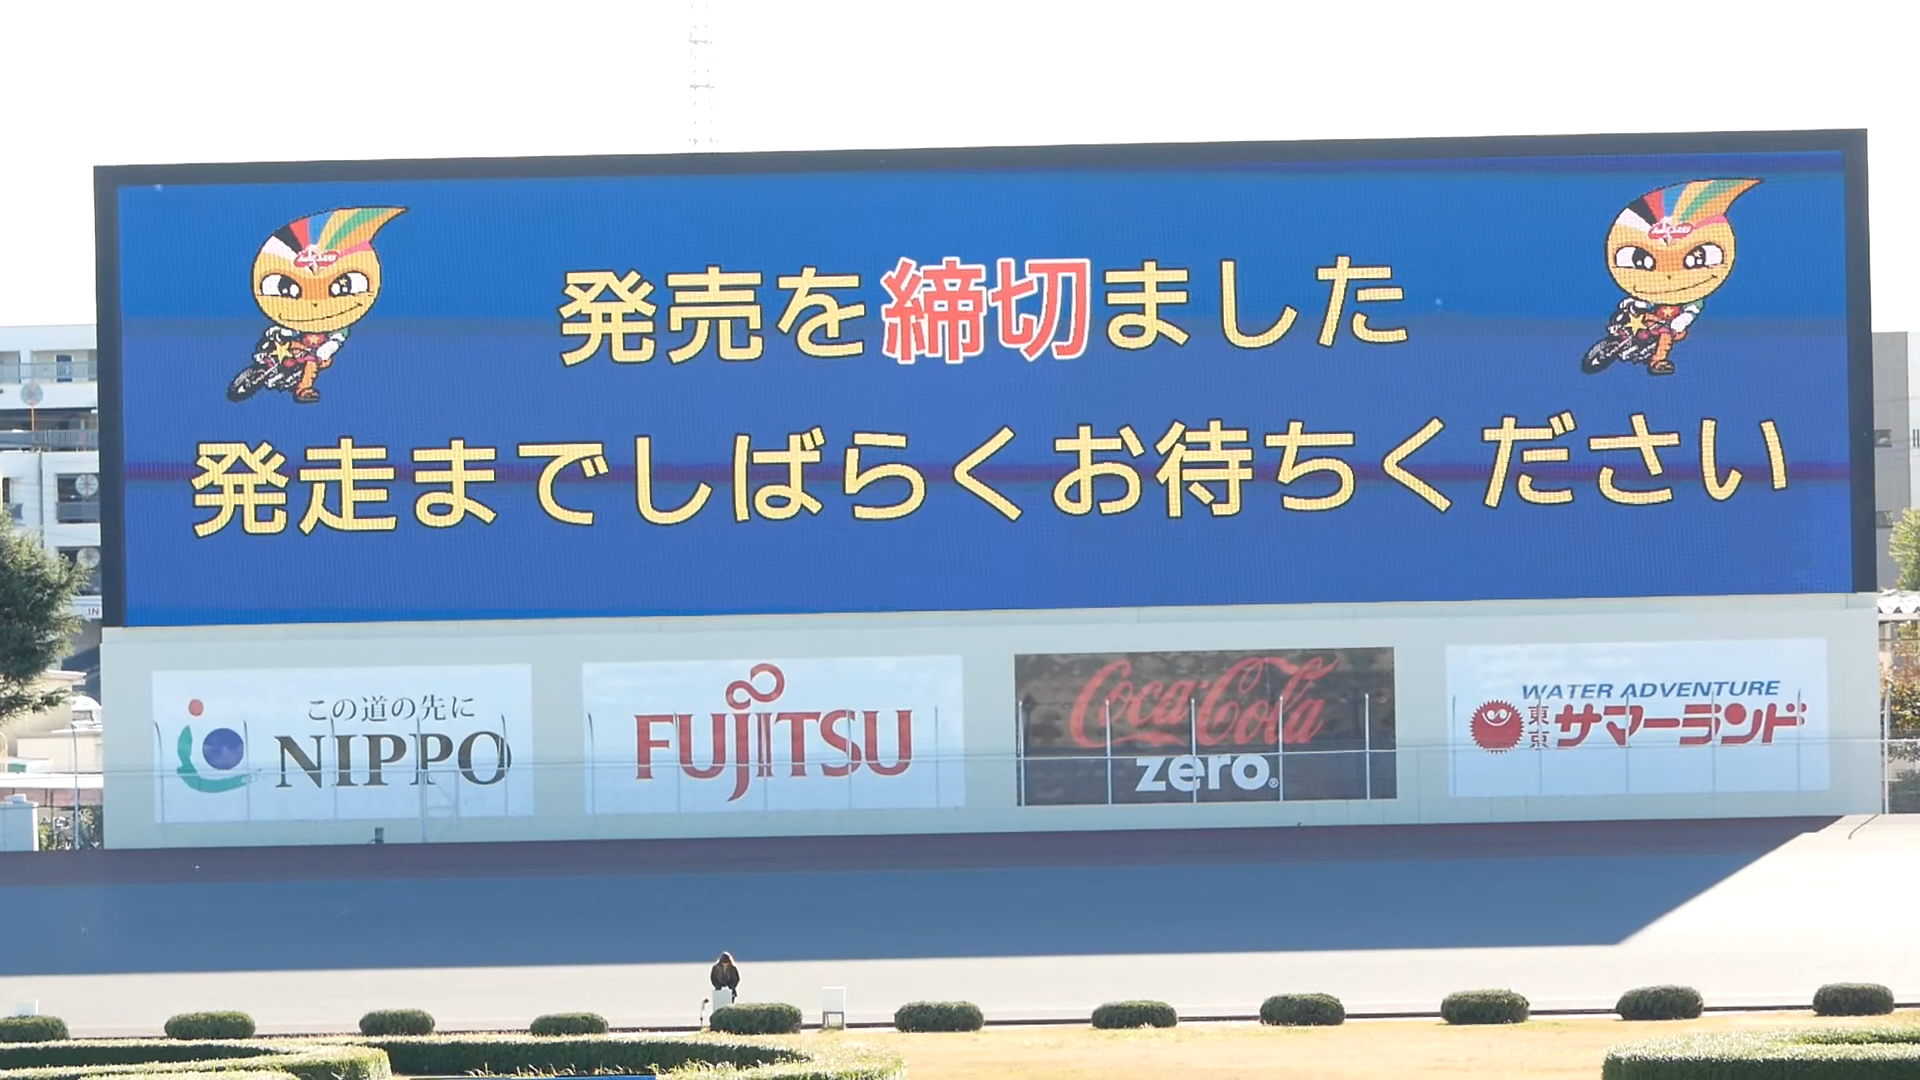 発売を締切ました
発走までしばらくお待ちください
この道の先に
NIPPO
FUJITSU
Coca-Cola
zero®
WATER ADVENTURE
東京サマーランド
IN